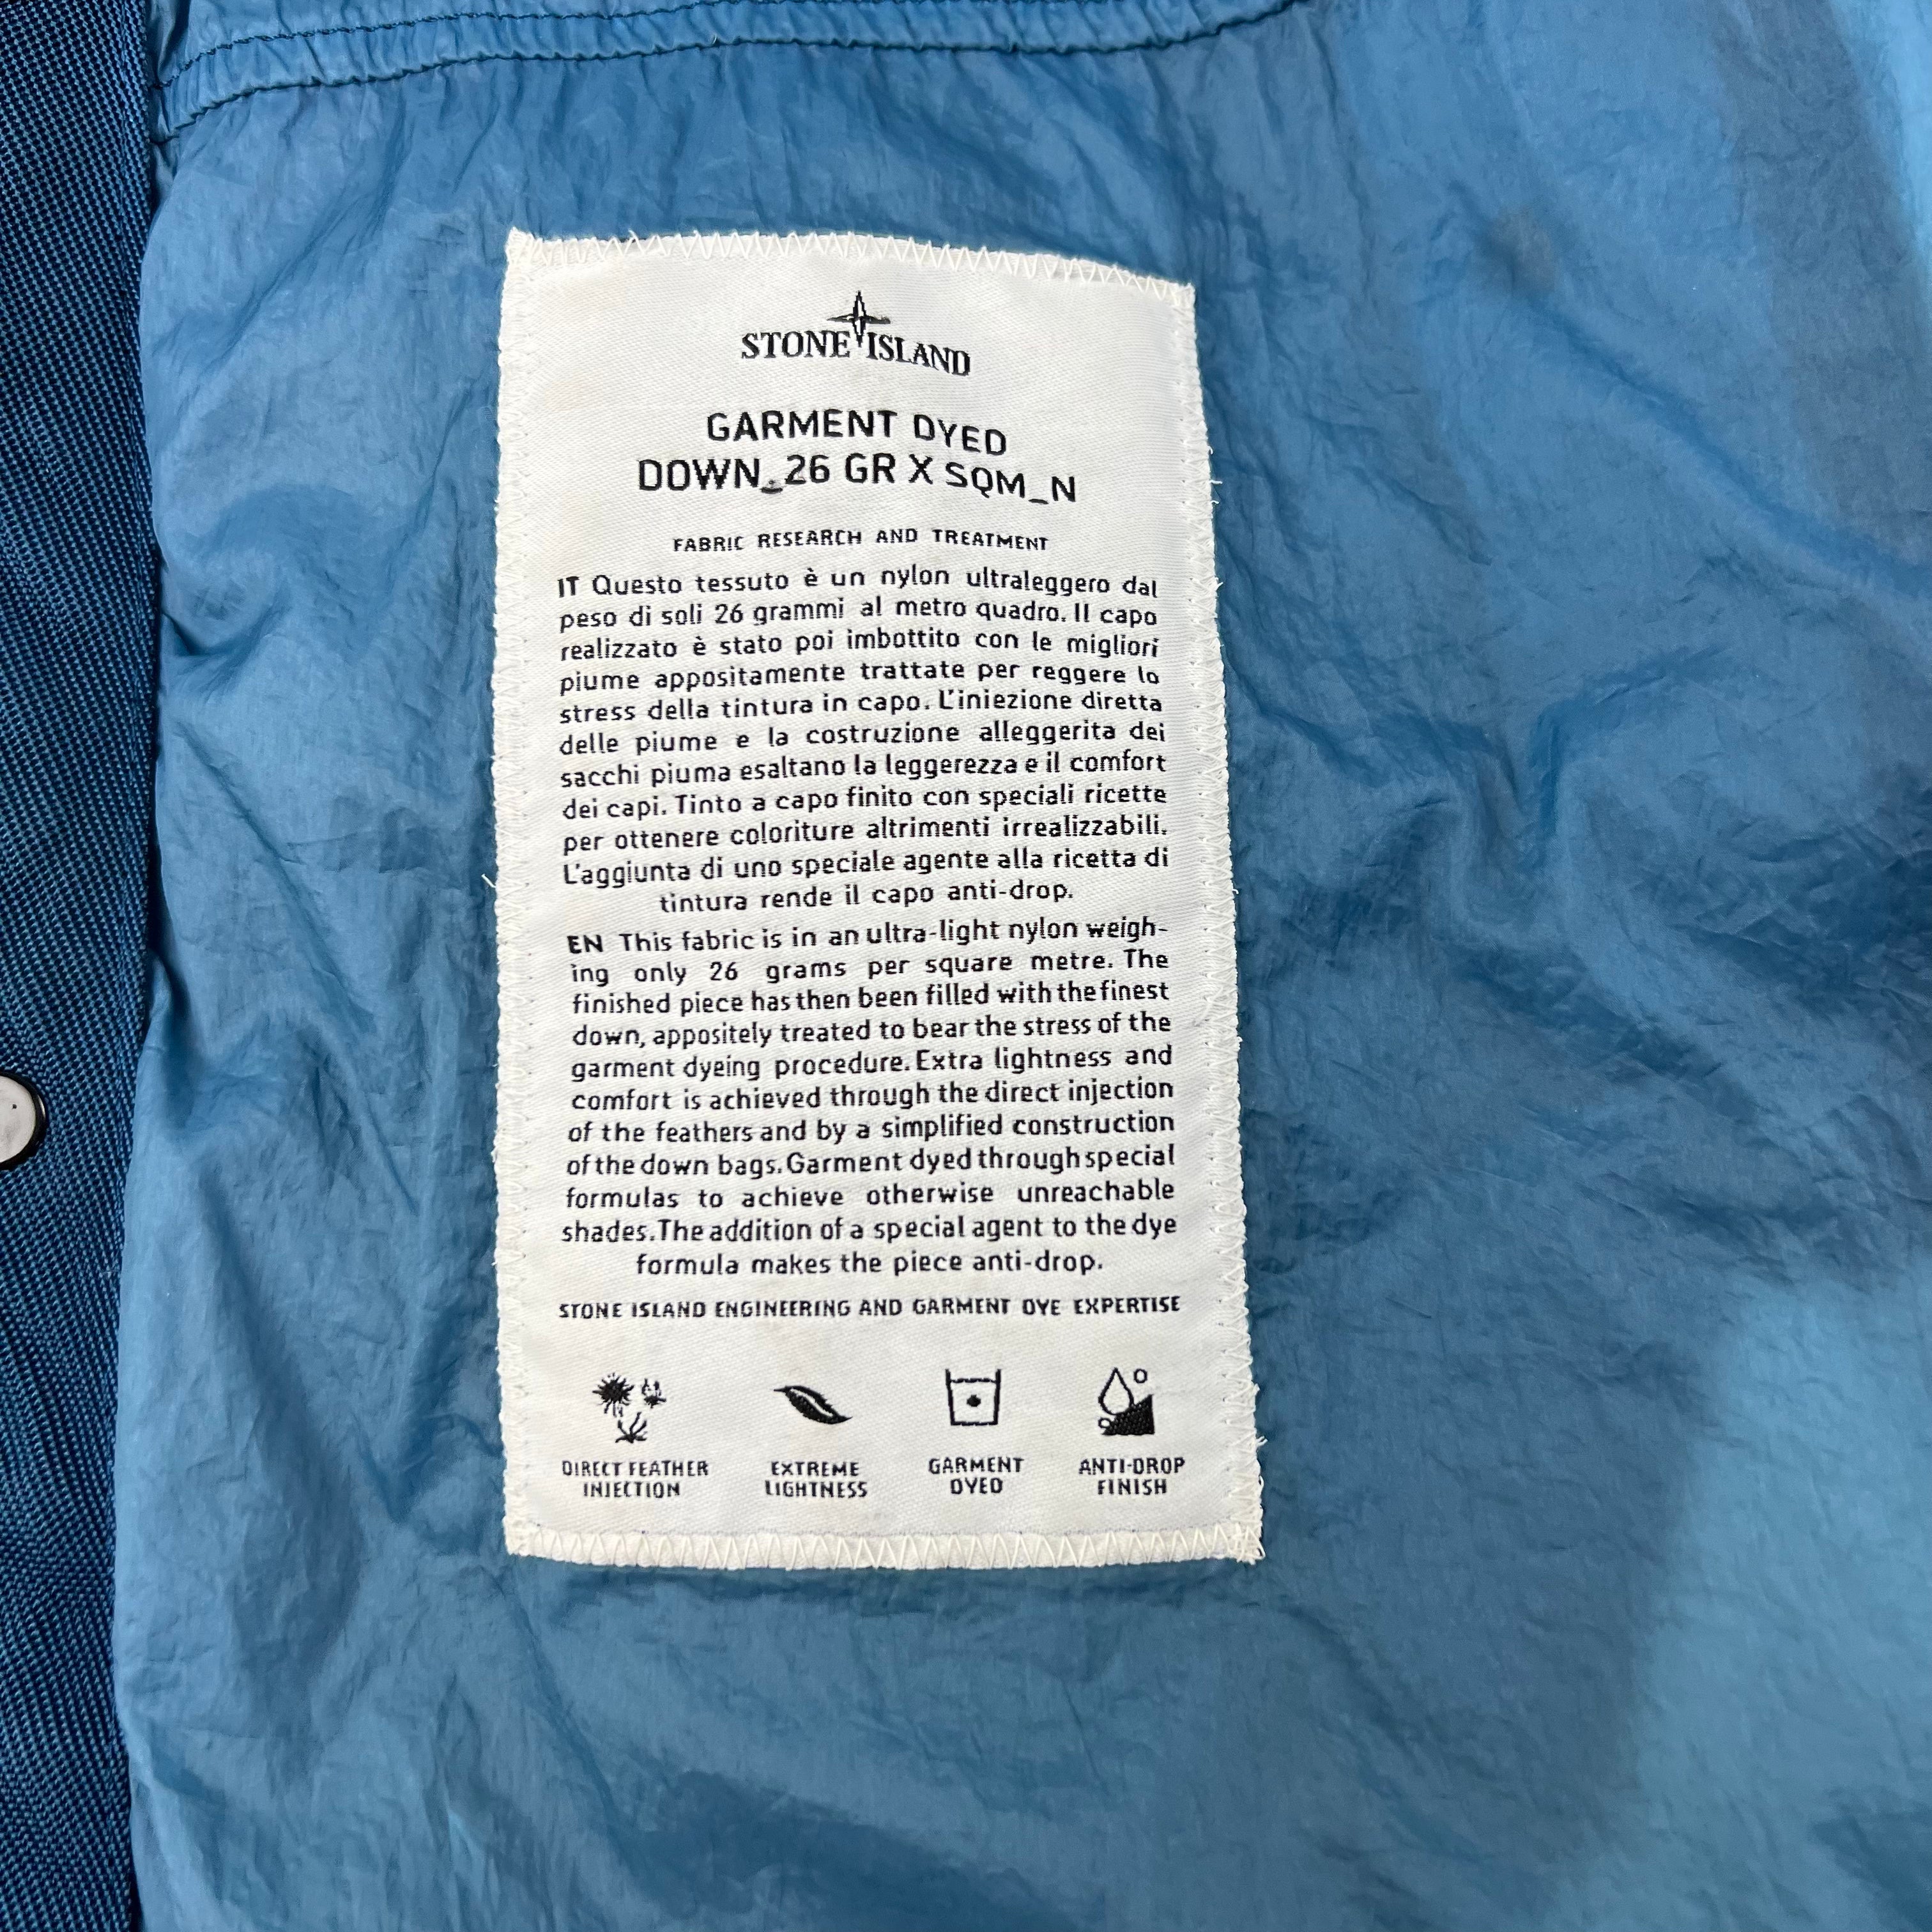 STONE ISLAND
GARMENT DYED
DOWN_26 GR X SQM_N
FABRIC RESEARCH AND TREATMENT
IT Questo tessuto è un nylon ultraleggero dal
peso di soli 26 grammi al metro quadro. Il capo
realizzato è stato poi imbottito con le migliori
piume appositamente trattate per reggere lo
stress della tintura in capo. L'iniezione diretta
delle piume e la costruzione alleggerita dei
sacchi piuma esaltano la leggerezza e il comfort
dei capi. Tinto a capo finito con speciali ricette
per ottenere coloriture altrimenti irrealizzabili.
L'aggiunta di uno speciale agente alla ricetta di
tintura rende il capo anti-drop.
EN This fabric is in an ultra-light nylon weigh-
ing only 26 grams per square metre. The
finished piece has then been filled with the finest
down, appositely treated to bear the stress of the
garment dyeing procedure. Extra lightness and
comfort is achieved through the direct injection
of the feathers and by a simplified construction
of the down bags. Garment dyed through special
formulas to achieve otherwise unreachable
shades. The addition of a special agent to the dye
formula makes the piece anti-drop.
STONE ISLAND ENGINEERING AND GARMENT DYE EXPERTISE
DIRECT FEATHER INJECTION
EXTREME LIGHTNESS
GARMENT DYED
ANTI-DROP FINISH